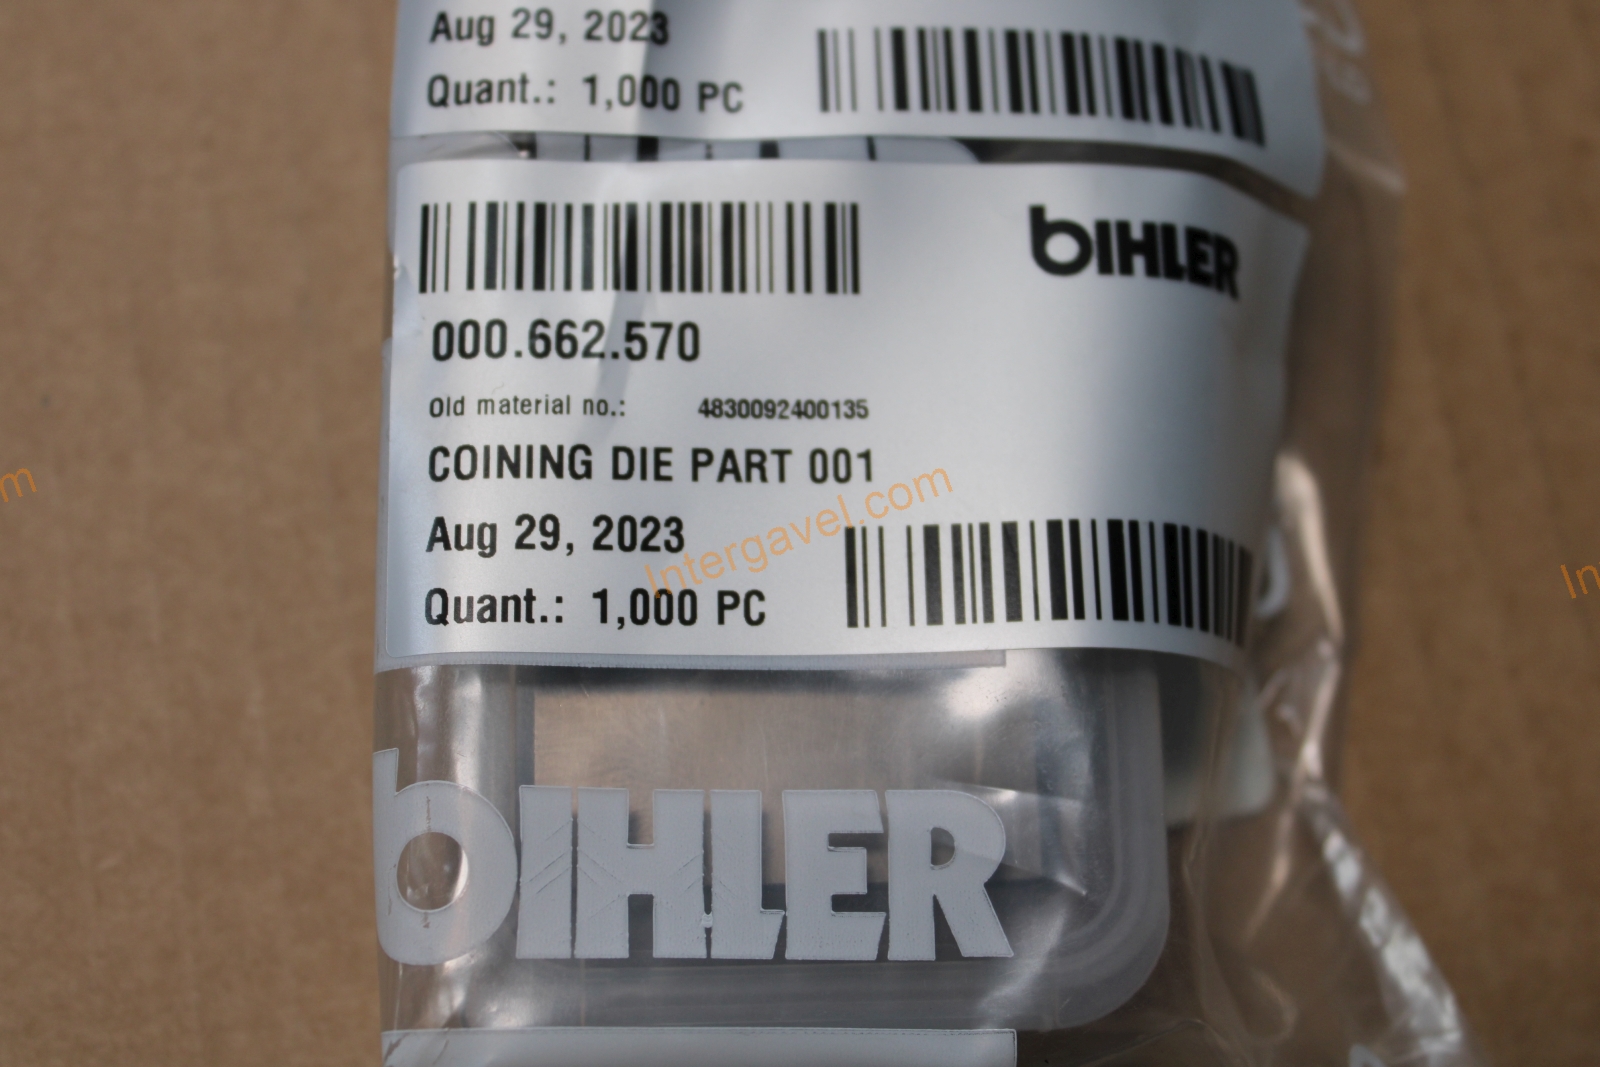 Aug 29, 2023
Quant.: 1,000 PC
bIHLER
000.662.570
Old material no.: 4830092400135
COINING DIE PART 001
Aug 29, 2023
Quant.: 1,000 PC
Intergavel.com
bIHLER